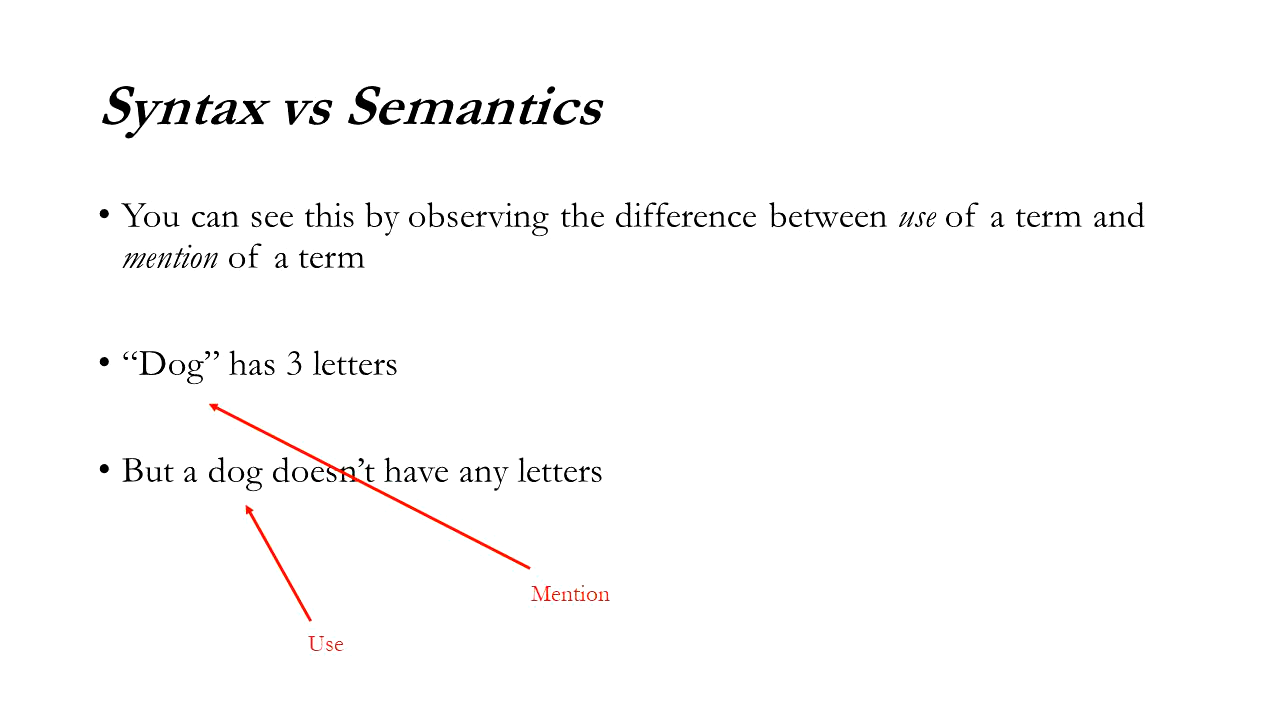 Syntax vs Semantics
• You can see this by observing the difference between use of a term and
mention of a term
• “Dog” has 3 letters
• But a dog doesn’t have any letters
Mention
Use